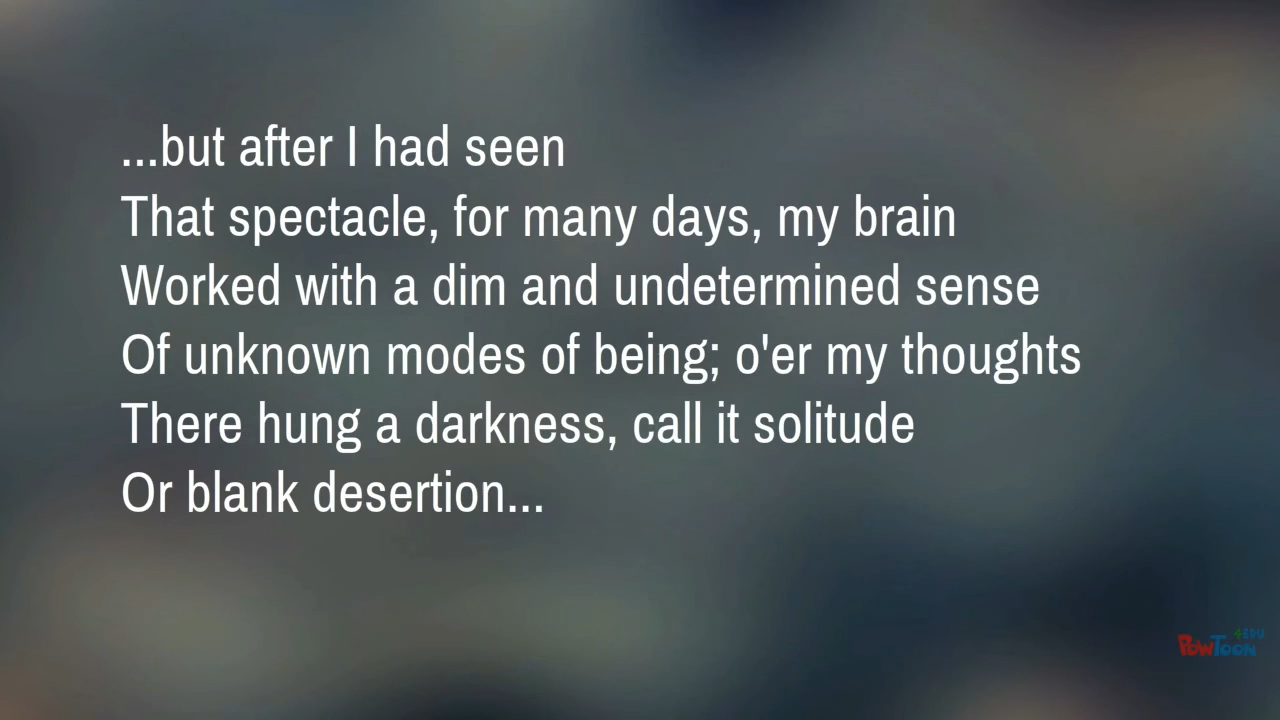 ...but after I had seen
That spectacle, for many days, my brain
Worked with a dim and undetermined sense
Of unknown modes of being; o'er my thoughts
There hung a darkness, call it solitude
Or blank desertion...
+EDU
POWTOON